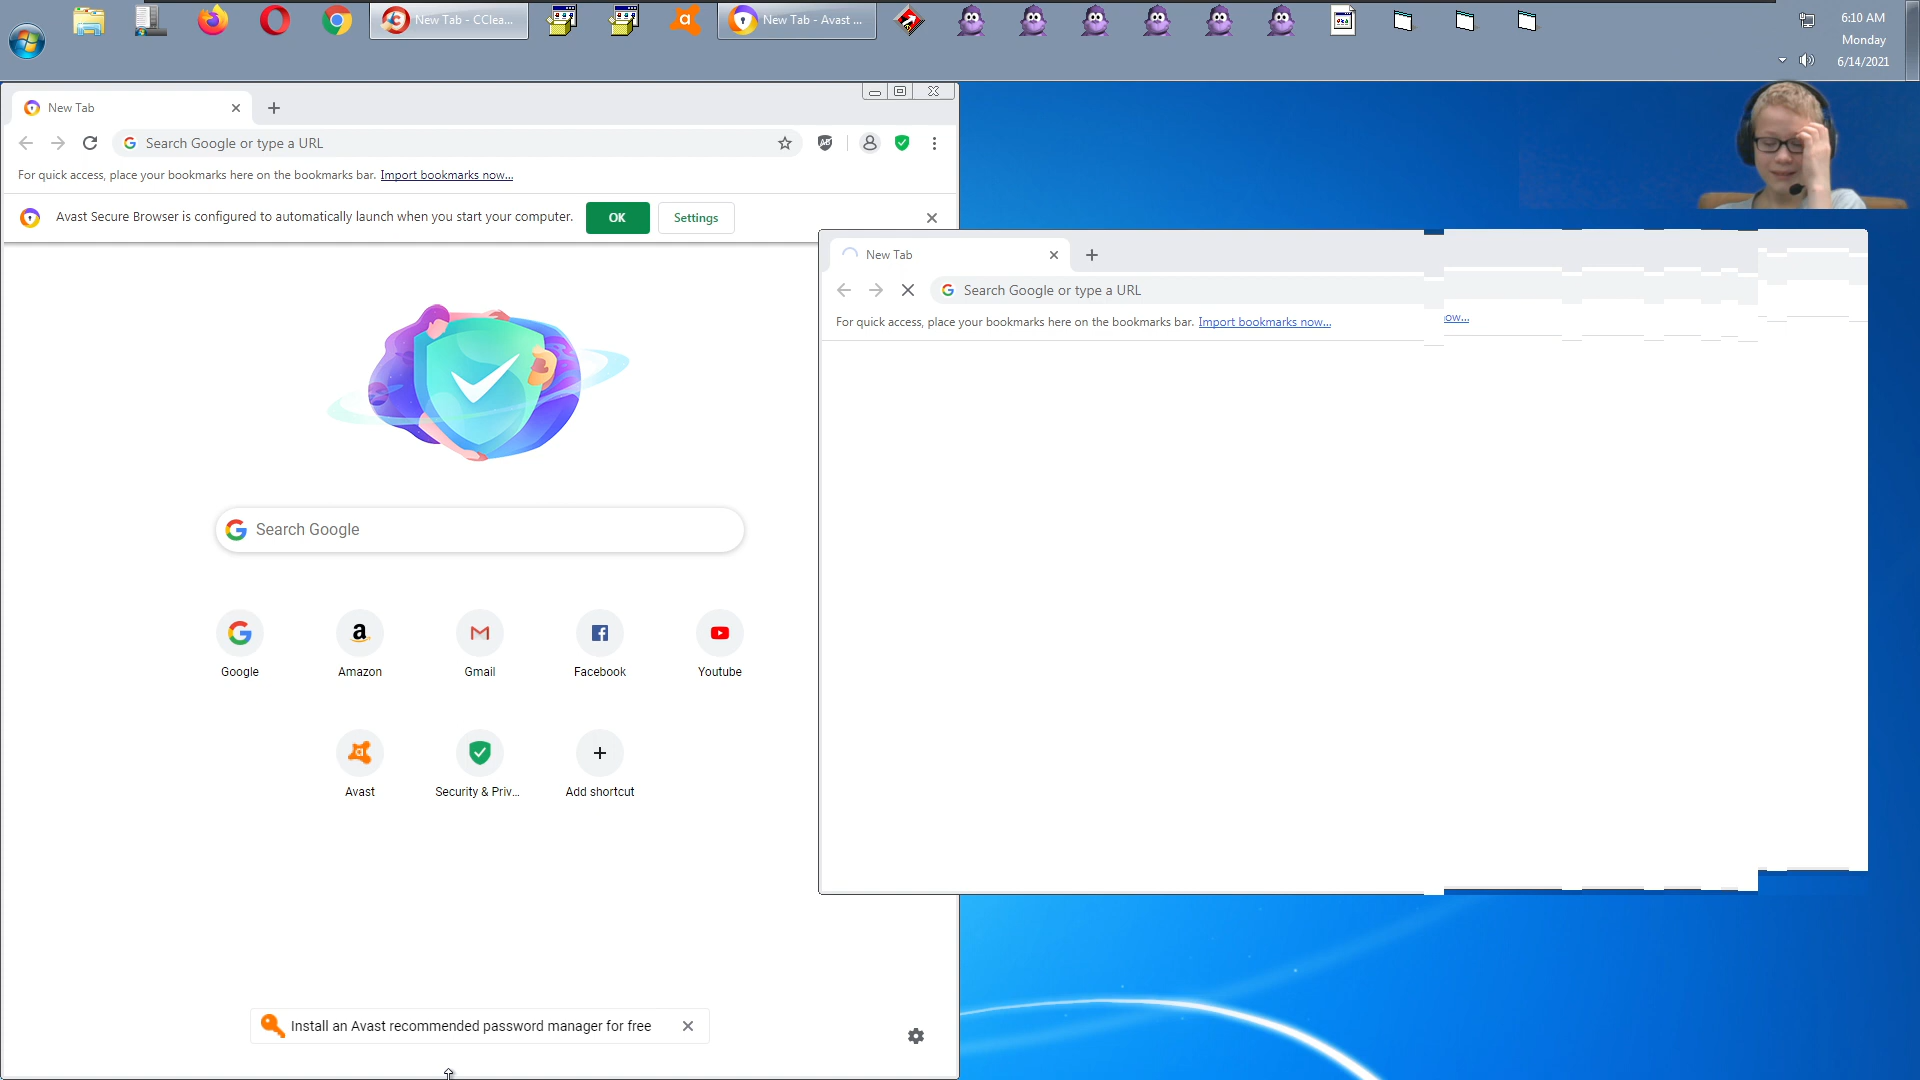 New Tab - CClea...
New Tab - Avast ...
6:10 AM
Monday
6/14/2021
New Tab
Search Google or type a URL
For quick access, place your bookmarks here on the bookmarks bar. Import bookmarks now...
Avast Secure Browser is configured to automatically launch when you start your computer. OK Settings
New Tab
Search Google or type a URL
For quick access, place your bookmarks here on the bookmarks bar. Import bookmarks now...
ow...
Search Google
Google Amazon Gmail Facebook Youtube
Avast Security & Priv... Add shortcut
Install an Avast recommended password manager for free